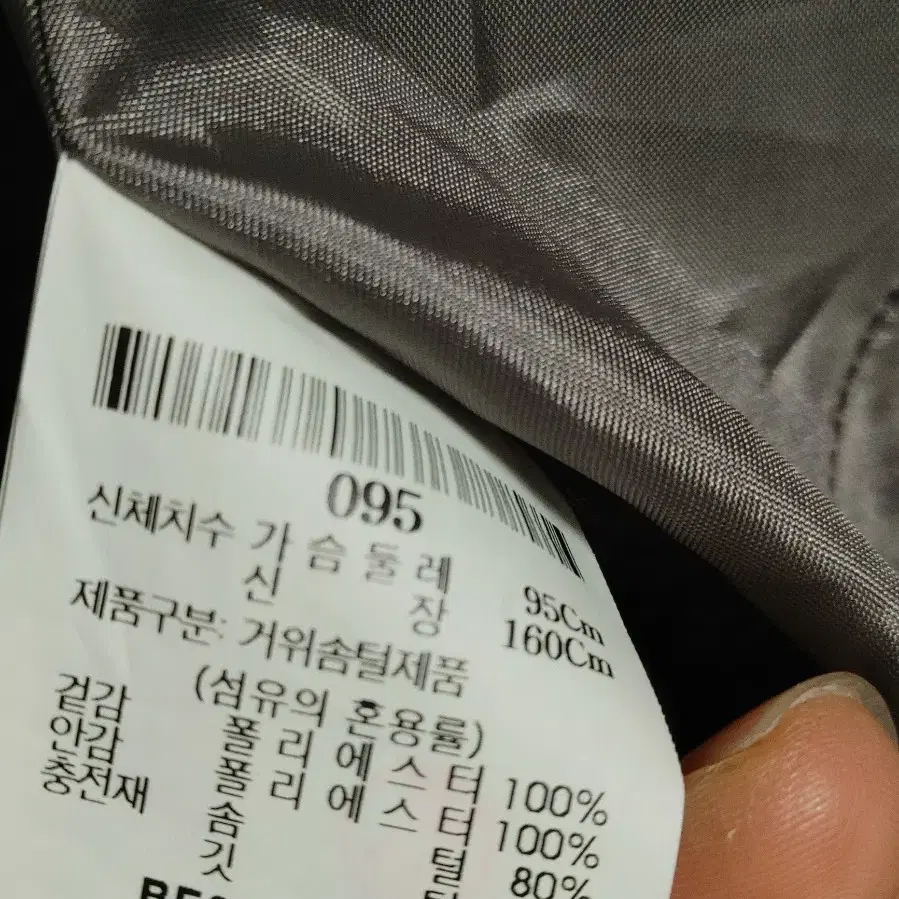 095
신체치수 가슴둘레 95Cm
신장 160Cm
제품구분: 거위솜털제품
(섬유의 혼용률)
겉감 폴리에스터 100%
안감 폴리에스터 100%
충전재 솜털 80%
깃